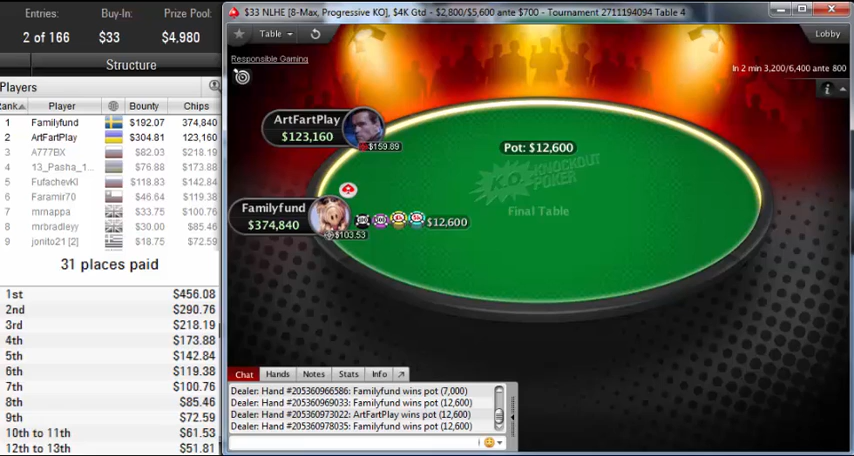 Entries: Buy-In: Prize Pool:
2 of 166 $33 $4,980
Structure
Players
Rank Player Bounty Chips
1 Familyfund $192.07 374,840
2 ArtFartPlay $304.81 123,160
3 A777BX $82.03 $218.19
4 13_Pasha_1... $76.88 $173.88
5 FufachevKI $118.83 $142.84
6 Faramir70 $46.64 $119.38
7 mrmappa $33.75 $100.76
8 mrbradleyy $30.00 $85.46
9 jonito21 [2] $18.75 $72.59
31 places paid
1st $456.08
2nd $290.76
3rd $218.19
4th $173.88
5th $142.84
6th $119.38
7th $100.76
8th $85.46
9th $72.59
10th to 11th $61.53
12th to 13th $51.81
$33 NLHE [8-Max, Progressive KO], $4K Gtd - $2,800/$5,600 ante $700 - Tournament 2711194094 Table 4
Table
Lobby
Responsible Gaming
In 2 min 3,200/6,400 ante 800
i
ArtFartPlay
$123,160
$159.89
Pot: $12,600
K.O. KNOCKOUT
POKER
Final Table
Familyfund
$374,840
$103.53
$12,600
Chat Hands Notes Stats Info
Dealer: Hand #205360966586: Familyfund wins pot (7,000)
Dealer: Hand #205360969033: Familyfund wins pot (12,600)
Dealer: Hand #205360973022: ArtFartPlay wins pot (12,600)
Dealer: Hand #205360978035: Familyfund wins pot (12,600)